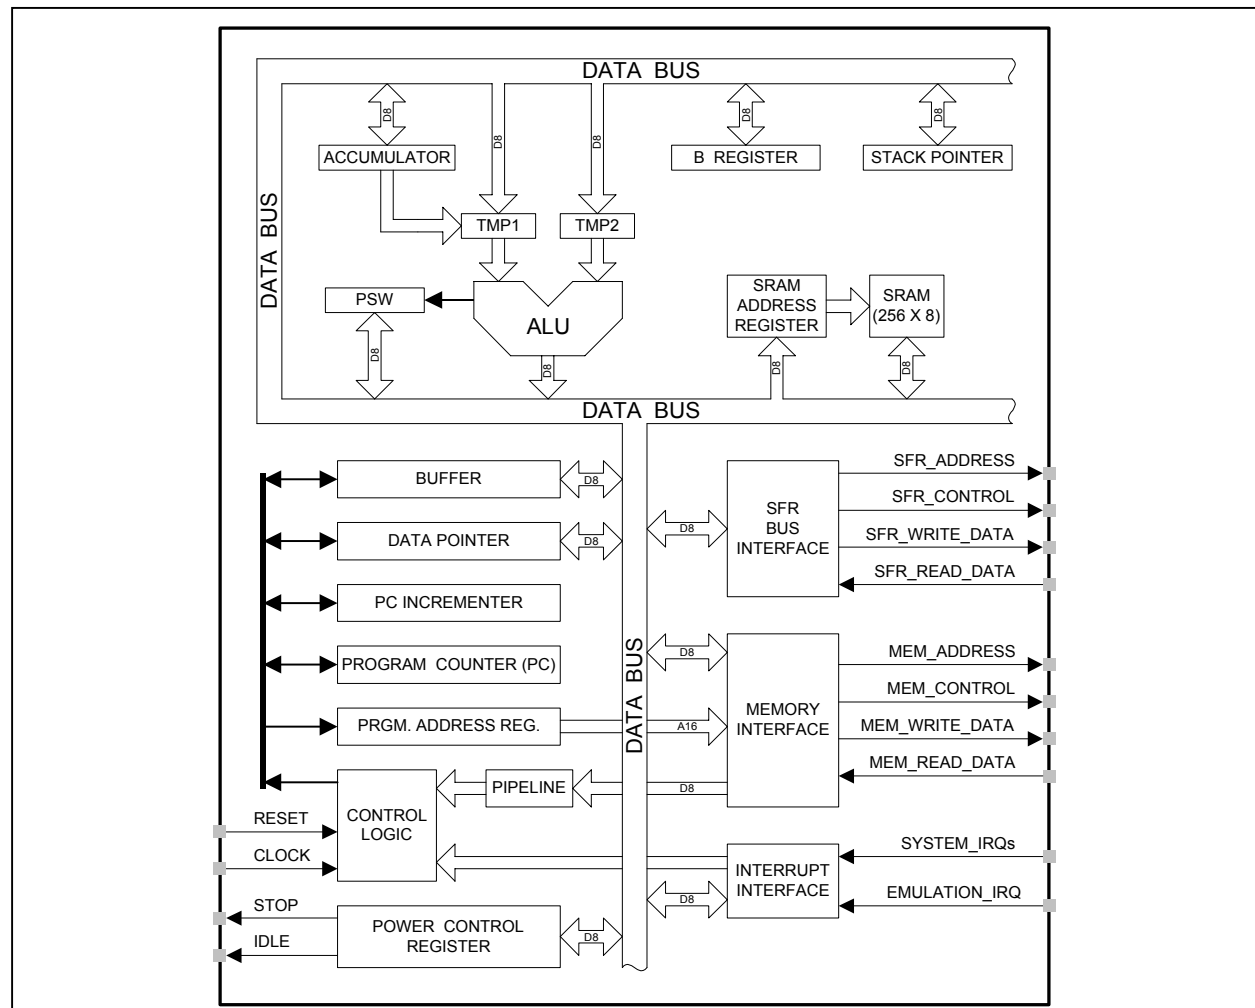 DATA BUS
D8
D8
D8
D8
D8
ACCUMULATOR
B REGISTER
STACK POINTER
DATA BUS
TMP1
TMP2
PSW
ALU
SRAM
ADDRESS
REGISTER
SRAM
(256 X 8)
D8
D8
D8
D8
DATA BUS
BUFFER
D8
DATA POINTER
D8
PC INCREMENTER
PROGRAM COUNTER (PC)
PRGM. ADDRESS REG.
DATA BUS
D8
SFR
BUS
INTERFACE
SFR_ADDRESS
SFR_CONTROL
SFR_WRITE_DATA
SFR_READ_DATA
D8
A16
D8
MEMORY
INTERFACE
MEM_ADDRESS
MEM_CONTROL
MEM_WRITE_DATA
MEM_READ_DATA
PIPELINE
CONTROL
LOGIC
RESET
CLOCK
INTERRUPT
INTERFACE
D8
SYSTEM_IRQs
EMULATION_IRQ
STOP
IDLE
POWER CONTROL
REGISTER
D8